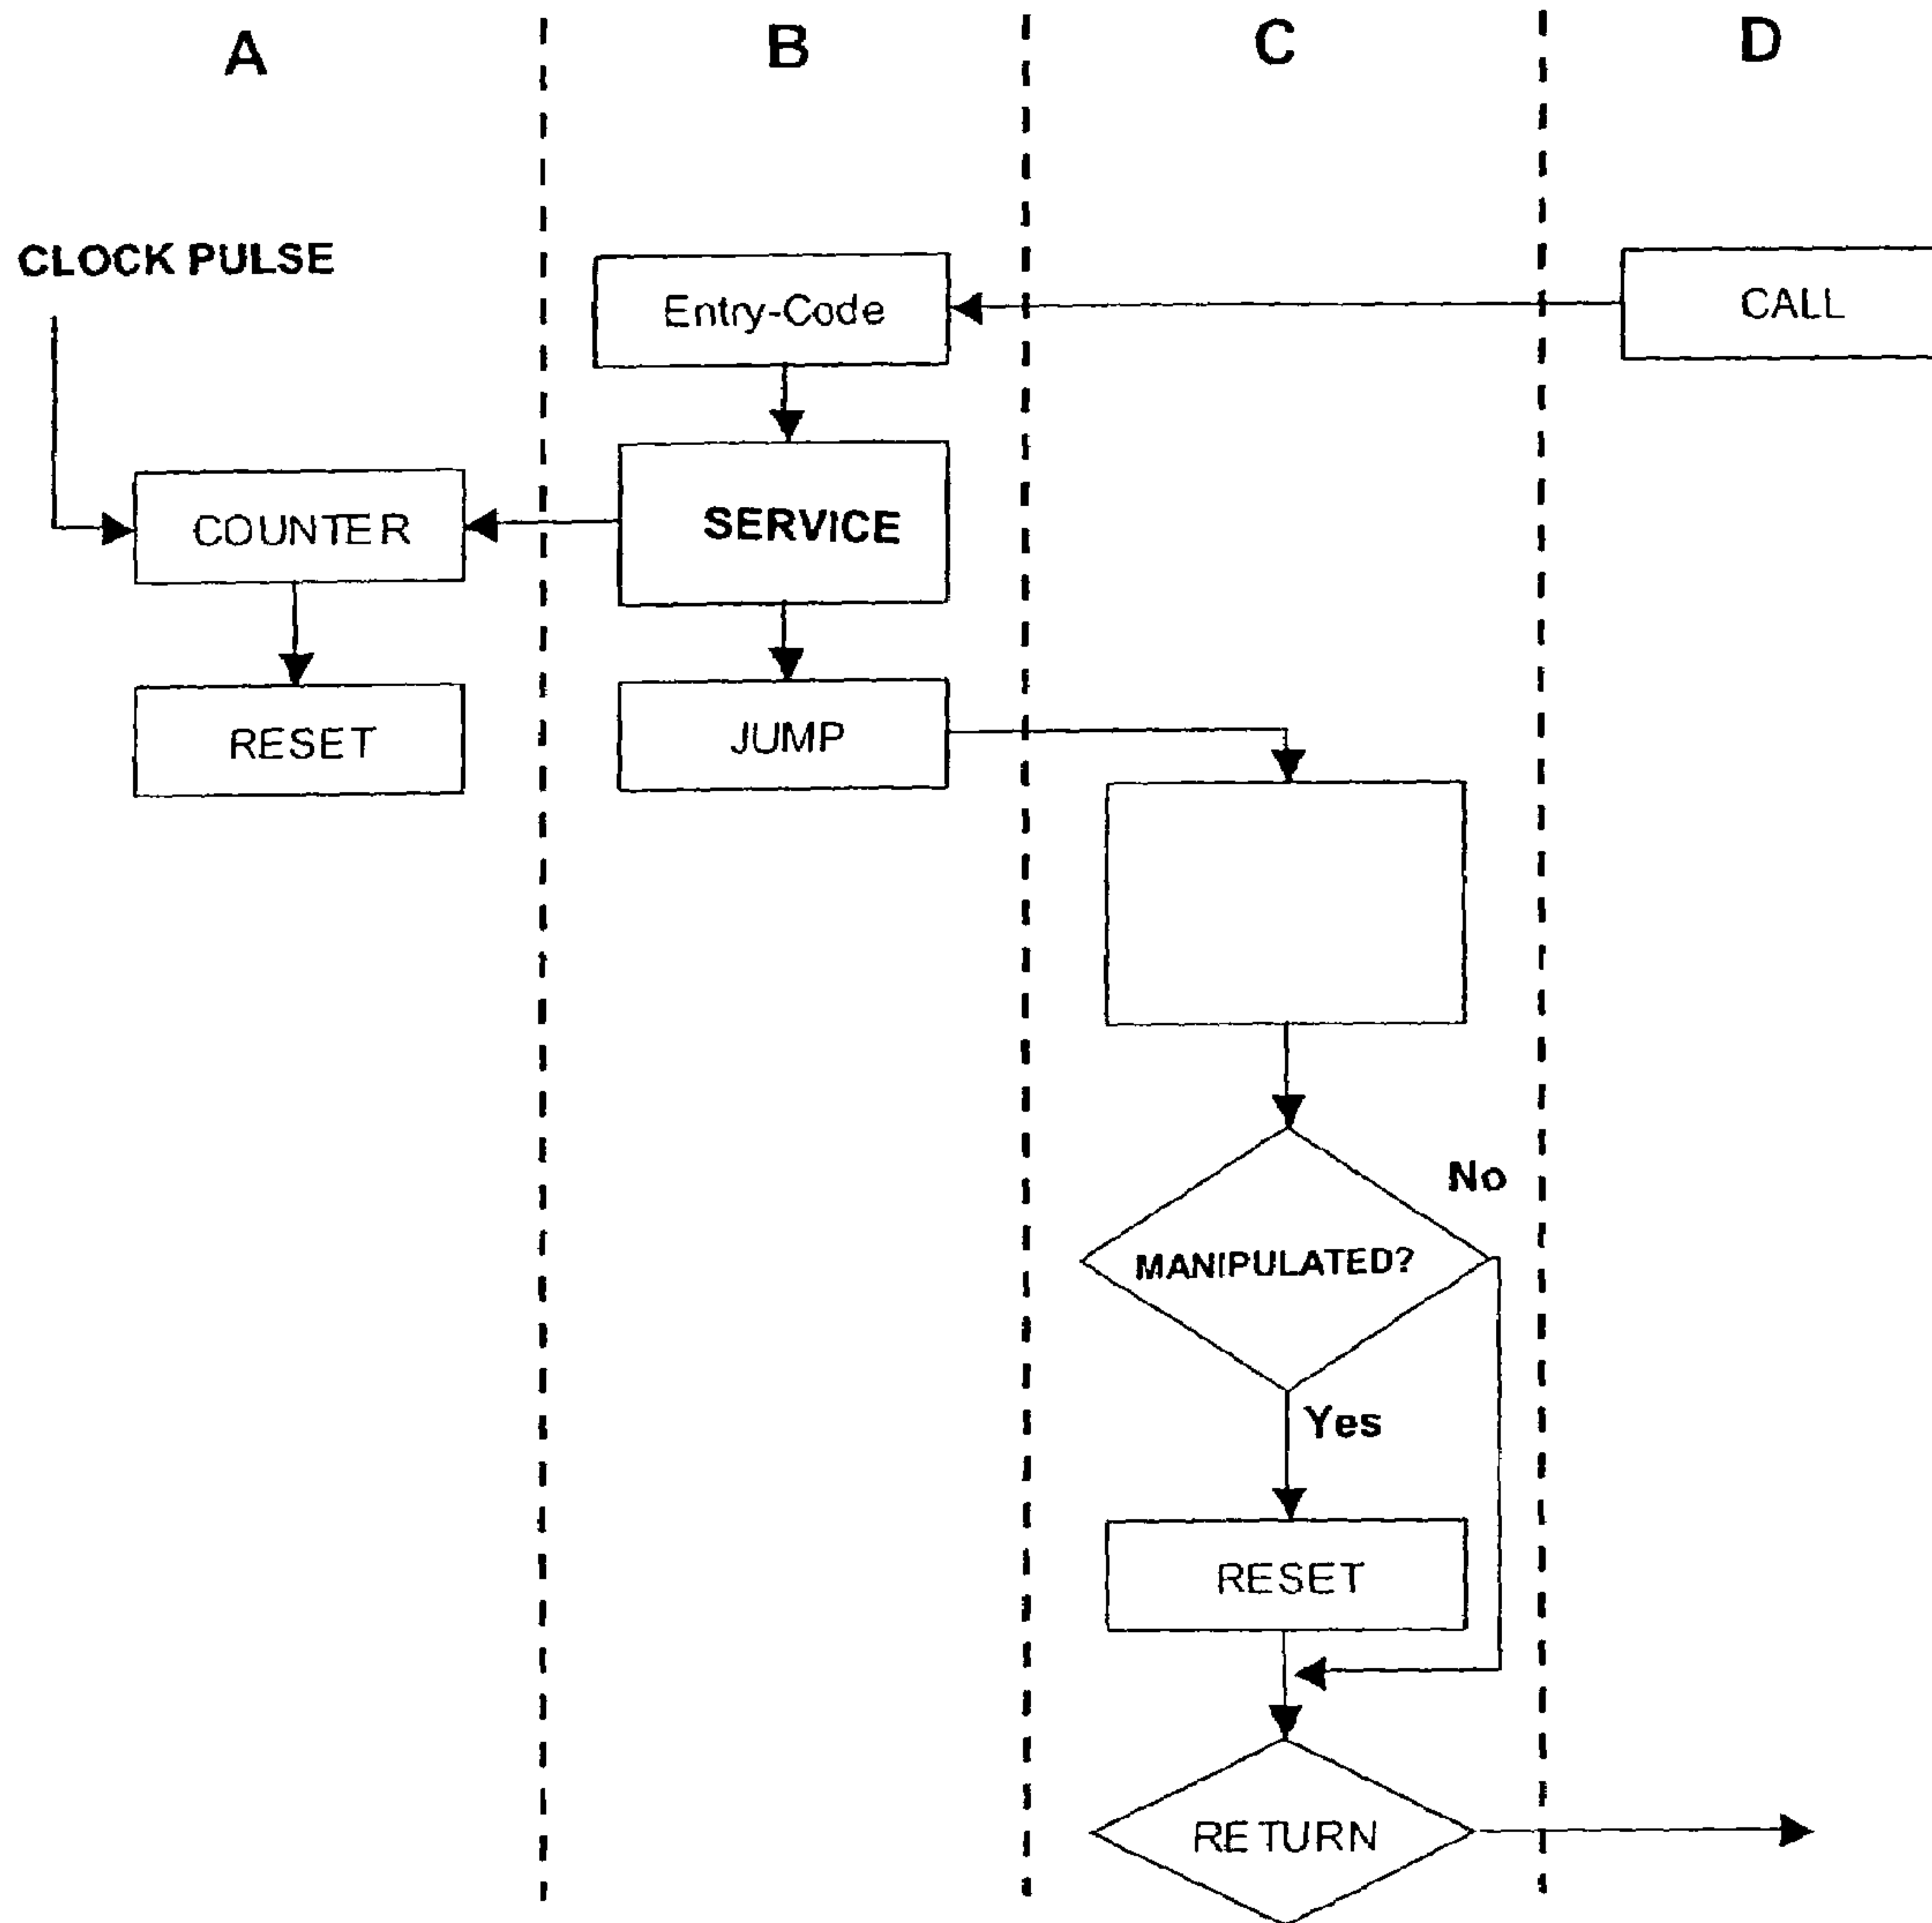 A
B
C
D
CLOCK PULSE
Entry-Code
CALL
COUNTER
SERVICE
RESET
JUMP
No
MANIPULATED?
Yes
RESET
RETURN